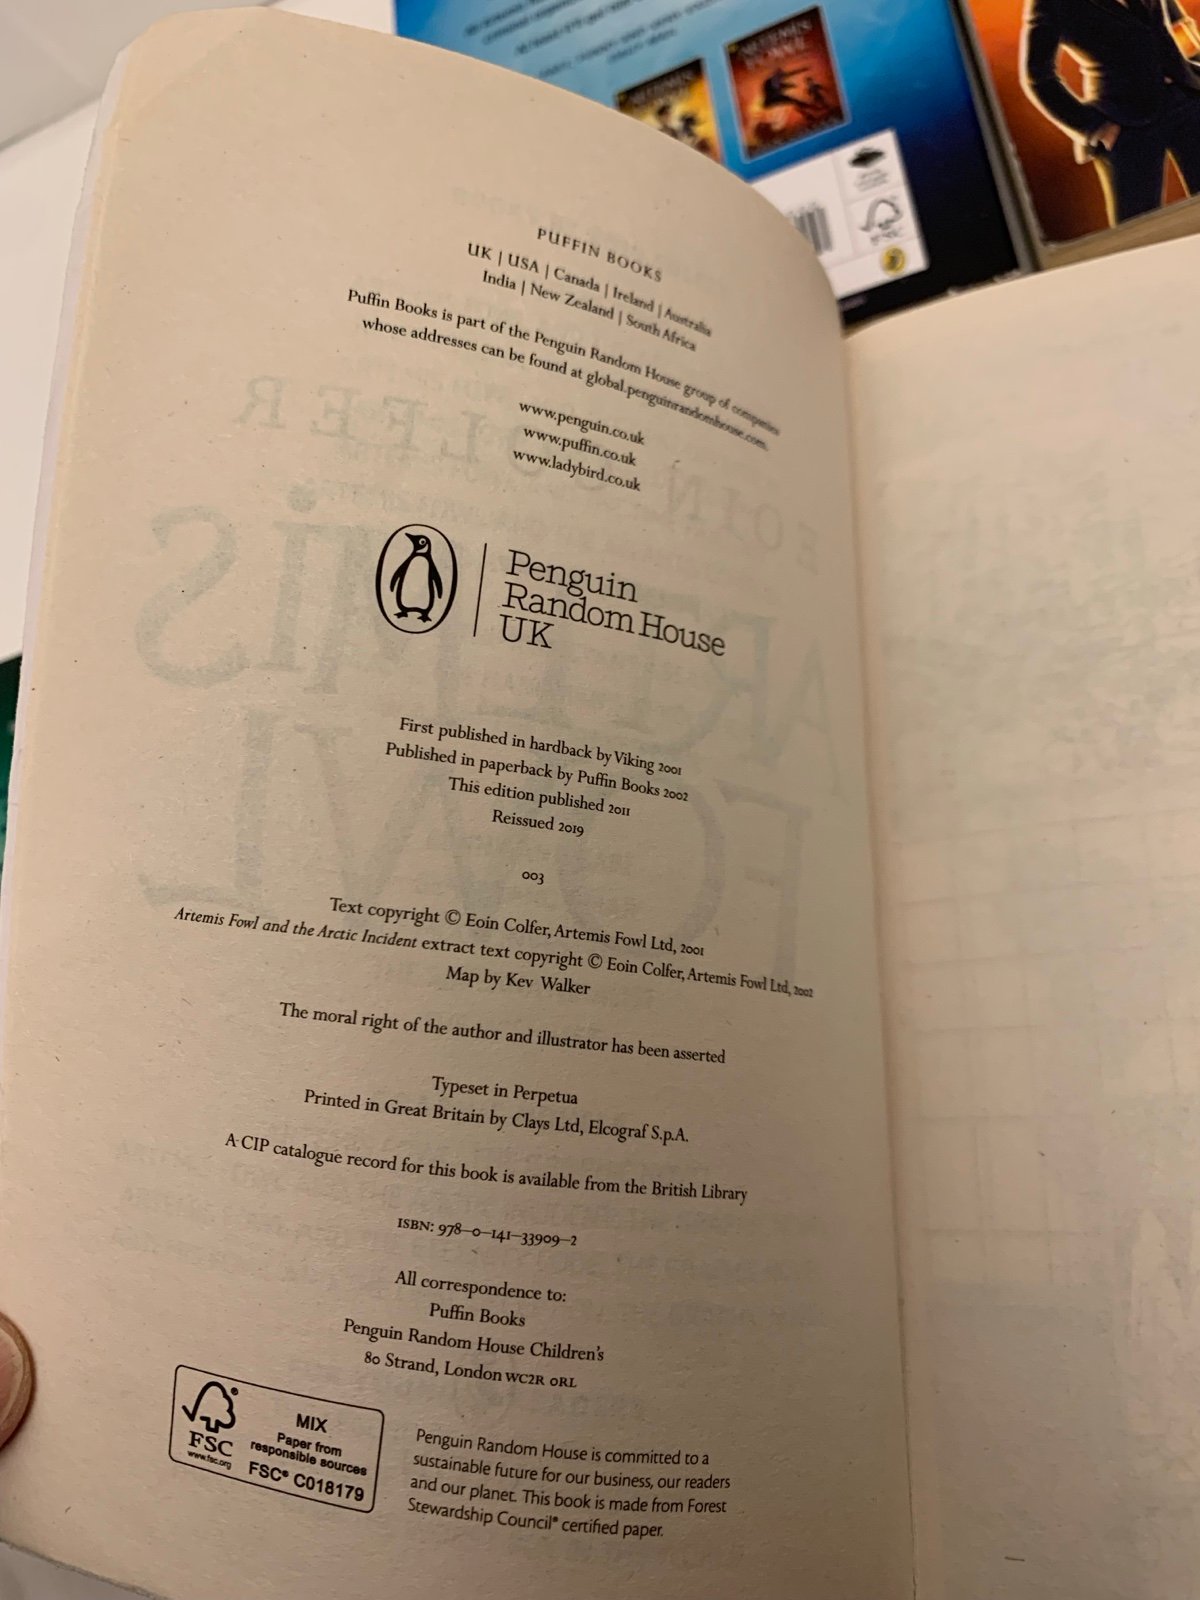 PUFFIN BOOKS
UK | USA | Canada | Ireland | Australia
India | New Zealand | South Africa
Puffin Books is part of the Penguin Random House group of companies
whose addresses can be found at global.penguinrandomhouse.com.
www.penguin.co.uk
www.puffin.co.uk
www.ladybird.co.uk
Penguin
Random House
UK
First published in hardback by Viking 2001
Published in paperback by Puffin Books 2002
This edition published 2011
Reissued 2019
003
Text copyright © Eoin Colfer, Artemis Fowl Ltd, 2001
Artemis Fowl and the Arctic Incident extract text copyright © Eoin Colfer, Artemis Fowl Ltd, 2002
Map by Kev Walker
The moral right of the author and illustrator has been asserted
Typeset in Perpetua
Printed in Great Britain by Clays Ltd, Elcograf S.p.A.
A CIP catalogue record for this book is available from the British Library
ISBN: 978–0–141–33909–2
All correspondence to:
Puffin Books
Penguin Random House Children's
80 Strand, London WC2R 0RL
FSC
www.fsc.org
MIX
Paper from
responsible sources
FSC® C018179
Penguin Random House is committed to a
sustainable future for our business, our readers
and our planet. This book is made from Forest
Stewardship Council® certified paper.
ARTEMIS
FOWL